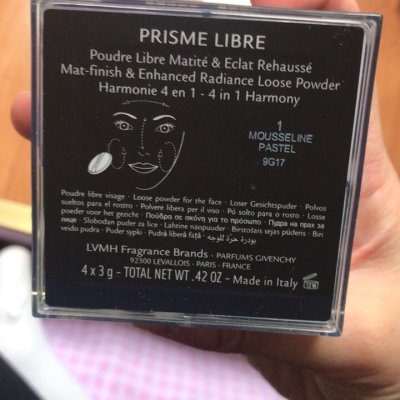 PRISME LIBRE
Poudre Libre Matité & Eclat Rehaussé
Mat-finish & Enhanced Radiance Loose Powder
Harmonie 4 en 1 - 4 in 1 Harmony
1
MOUSSELINE
PASTEL
9G17
Poudre libre visage · Loose powder for the face · Loser Gesichtspuder · Polvos
sueltos para el rostro · Polvere libera per il viso · Pó solto para o rosto · Losse
poeder voor het gezicht · Πούδρα σε σκόνη για το πρόσωπο · Пудра на прах за
лице · Slobodan puder za lice · Lahtine näopuuder · Birstošais sejas pūderis · Biri
veido pudra · Puder sypki · Pudră liberă față · بودرة حرّة للوجه
LVMH Fragrance Brands - PARFUMS GIVENCHY
92300 LEVALLOIS - PARIS - FRANCE
4 x 3 g - TOTAL NET WT .42 OZ - Made in Italy
12M